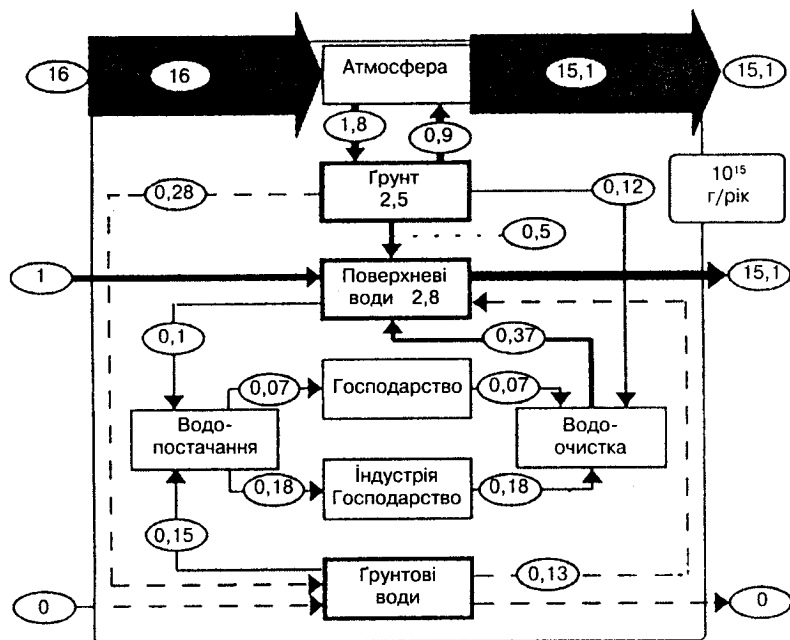 Атмосфера
16
16
15,1
15,1
1,8
0,9
Ґрунт
2,5
0,28
0,12
10¹⁵
г/рік
0,5
1
Поверхневі
води 2,8
15,1
0,1
0,37
0,07
Господарство
0,07
Водо-
постачання
Водо-
очистка
0,18
Індустрія
Господарство
0,18
0,15
Ґрунтові
води
0,13
0
0